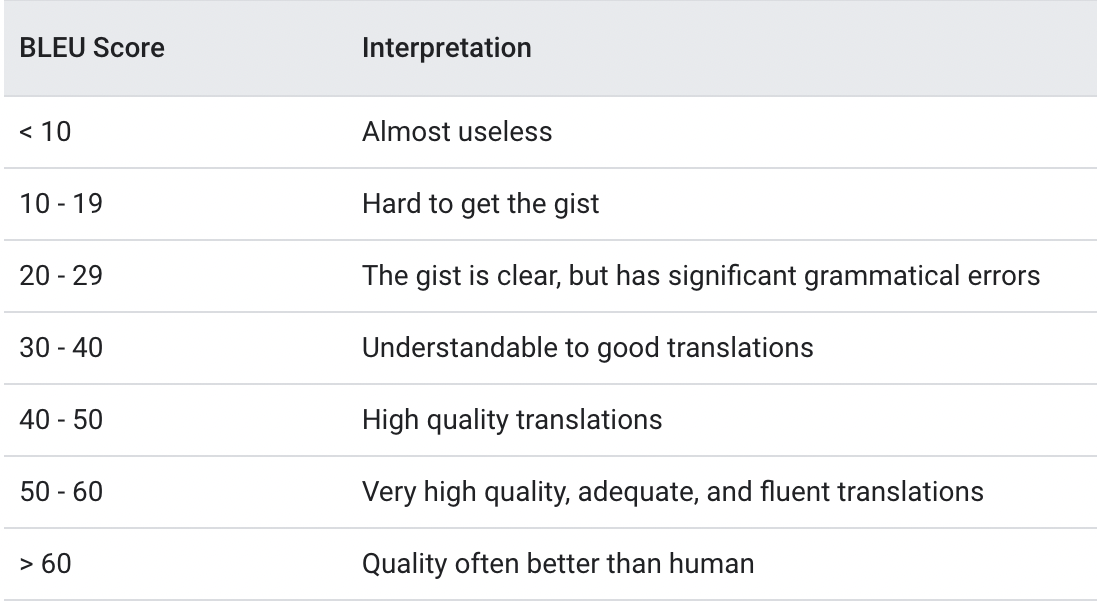 BLEU Score Interpretation
< 10 Almost useless
10 - 19 Hard to get the gist
20 - 29 The gist is clear, but has significant grammatical errors
30 - 40 Understandable to good translations
40 - 50 High quality translations
50 - 60 Very high quality, adequate, and fluent translations
> 60 Quality often better than human